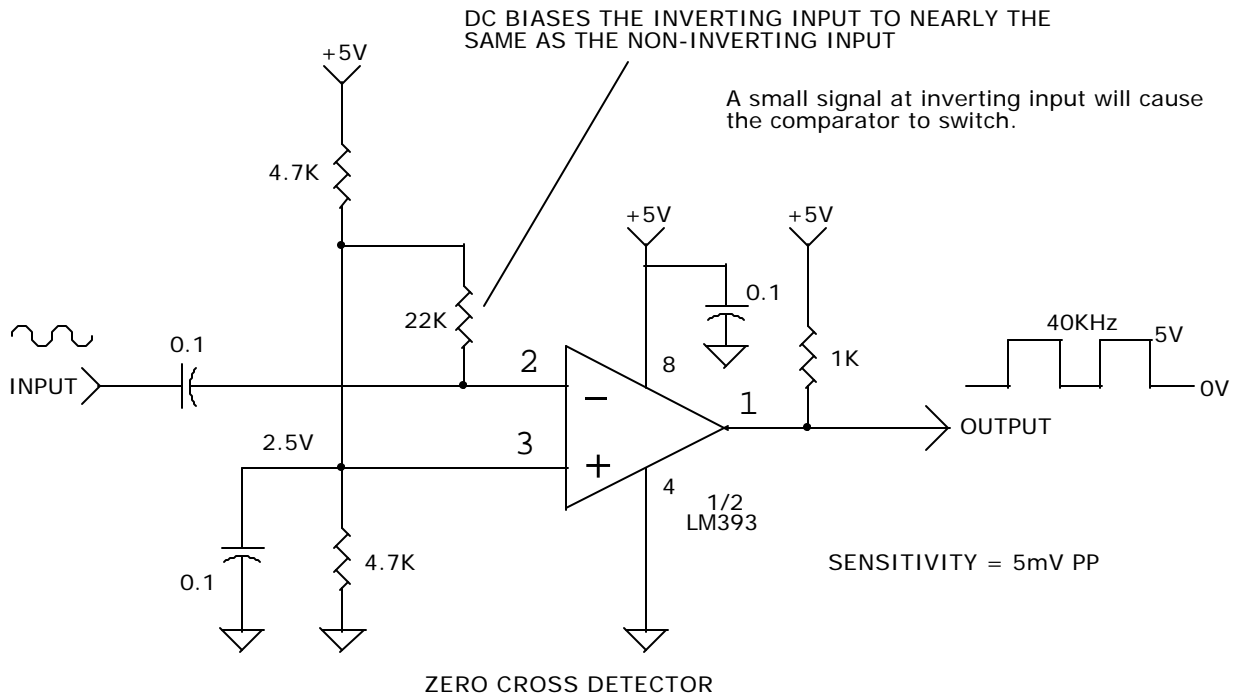 DC BIASES THE INVERTING INPUT TO NEARLY THE
SAME AS THE NON-INVERTING INPUT
+5V
A small signal at inverting input will cause
the comparator to switch.
4.7K
+5V
+5V
0.1
22K
40KHz
5V
0.1
2
8
1K
INPUT
0V
−
1
OUTPUT
2.5V
3
+
4
1/2
LM393
4.7K
SENSITIVITY = 5mV PP
0.1
ZERO CROSS DETECTOR